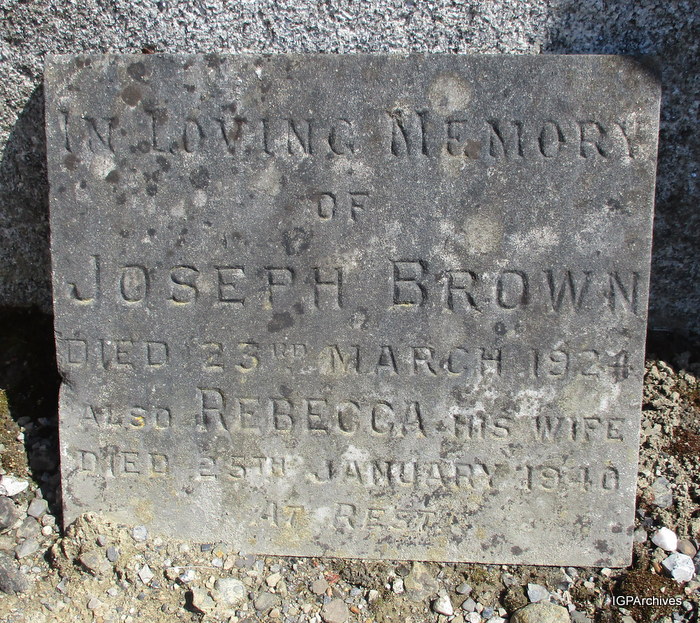 IN LOVING MEMORY
OF
JOSEPH BROWN
DIED 23RD MARCH 1924
ALSO REBECCA HIS WIFE
DIED 25TH JANUARY 1940
AT REST
IGPArchives